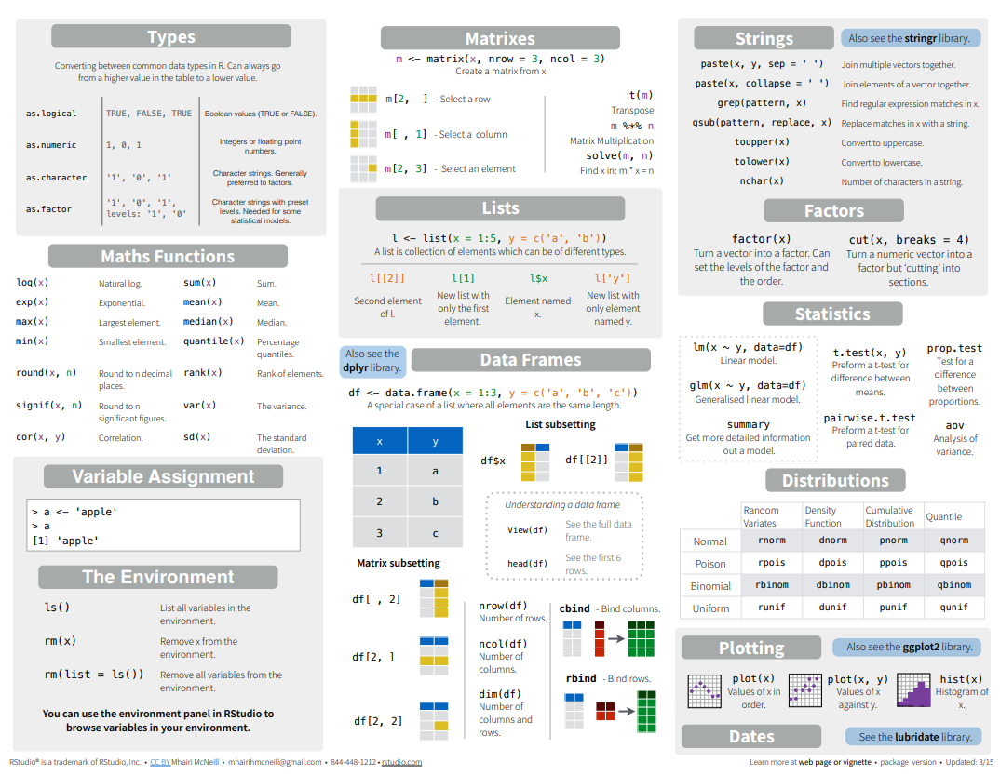 Types
Converting between common data types in R. Can always go
from a higher value in the table to a lower value.
as.logical
TRUE, FALSE, TRUE
Boolean values (TRUE or FALSE).
as.numeric
1, 0, 1
Integers or floating point
numbers.
as.character
'1', '0', '1'
Character strings. Generally
preferred to factors.
as.factor
'1', '0', '1',
levels: '1', '0'
Character strings with preset
levels. Needed for some
statistical models.
Maths Functions
log(x)
Natural log.
sum(x)
Sum.
exp(x)
Exponential.
mean(x)
Mean.
max(x)
Largest element.
median(x)
Median.
min(x)
Smallest element.
quantile(x)
Percentage
quantiles.
round(x, n)
Round to n decimal
places.
rank(x)
Rank of elements.
signif(x, n)
Round to n
significant figures.
var(x)
The variance.
cor(x, y)
Correlation.
sd(x)
The standard
deviation.
Variable Assignment
> a <- 'apple'
> a
[1] 'apple'
The Environment
ls()
List all variables in the
environment.
rm(x)
Remove x from the
environment.
rm(list = ls())
Remove all variables from the
environment.
You can use the environment panel in RStudio to
browse variables in your environment.
Matrixes
m <- matrix(x, nrow = 3, ncol = 3)
Create a matrix from x.
m[2, ] - Select a row
m[ , 1] - Select a column
m[2, 3] - Select an element
t(m)
Transpose
m %*% n
Matrix Multiplication
solve(m, n)
Find x in: m * x = n
Lists
l <- list(x = 1:5, y = c('a', 'b'))
A list is collection of elements which can be of different types.
l[[2]]
Second element
of l.
l[1]
New list with
only the first
element.
l$x
Element named
x.
l['y']
New list with
only element
named y.
Also see the
dplyr library.
Data Frames
df <- data.frame(x = 1:3, y = c('a', 'b', 'c'))
A special case of a list where all elements are the same length.
x y
1 a
2 b
3 c
List subsetting
df$x
df[[2]]
Understanding a data frame
View(df)
See the full data
frame.
head(df)
See the first 6
rows.
Matrix subsetting
df[ , 2]
df[2, ]
df[2, 2]
nrow(df)
Number of rows.
ncol(df)
Number of
columns.
dim(df)
Number of
columns and
rows.
cbind - Bind columns.
rbind - Bind rows.
Strings
Also see the stringr library.
paste(x, y, sep = ' ')
Join multiple vectors together.
paste(x, collapse = ' ')
Join elements of a vector together.
grep(pattern, x)
Find regular expression matches in x.
gsub(pattern, replace, x)
Replace matches in x with a string.
toupper(x)
Convert to uppercase.
tolower(x)
Convert to lowercase.
nchar(x)
Number of characters in a string.
Factors
factor(x)
Turn a vector into a factor. Can
set the levels of the factor and
the order.
cut(x, breaks = 4)
Turn a numeric vector into a
factor but 'cutting' into
sections.
Statistics
lm(x ~ y, data=df)
Linear model.
glm(x ~ y, data=df)
Generalised linear model.
summary
Get more detailed information
out a model.
t.test(x, y)
Preform a t-test for
difference between
means.
pairwise.t.test
Preform a t-test for
paired data.
prop.test
Test for a
difference
between
proportions.
aov
Analysis of
variance.
Distributions
Random
Variates
Density
Function
Cumulative
Distribution
Quantile
Normal rnorm dnorm pnorm qnorm
Poison rpois dpois ppois qpois
Binomial rbinom dbinom pbinom qbinom
Uniform runif dunif punif qunif
Plotting
Also see the ggplot2 library.
plot(x)
Values of x in
order.
plot(x, y)
Values of x
against y.
hist(x)
Histogram of
x.
Dates
See the lubridate library.
RStudio® is a trademark of RStudio, Inc. • CC BY Mhairi McNeill • mhairihmcneill@gmail.com • 844-448-1212 • rstudio.com
Learn more at web page or vignette • package version • Updated: 3/15